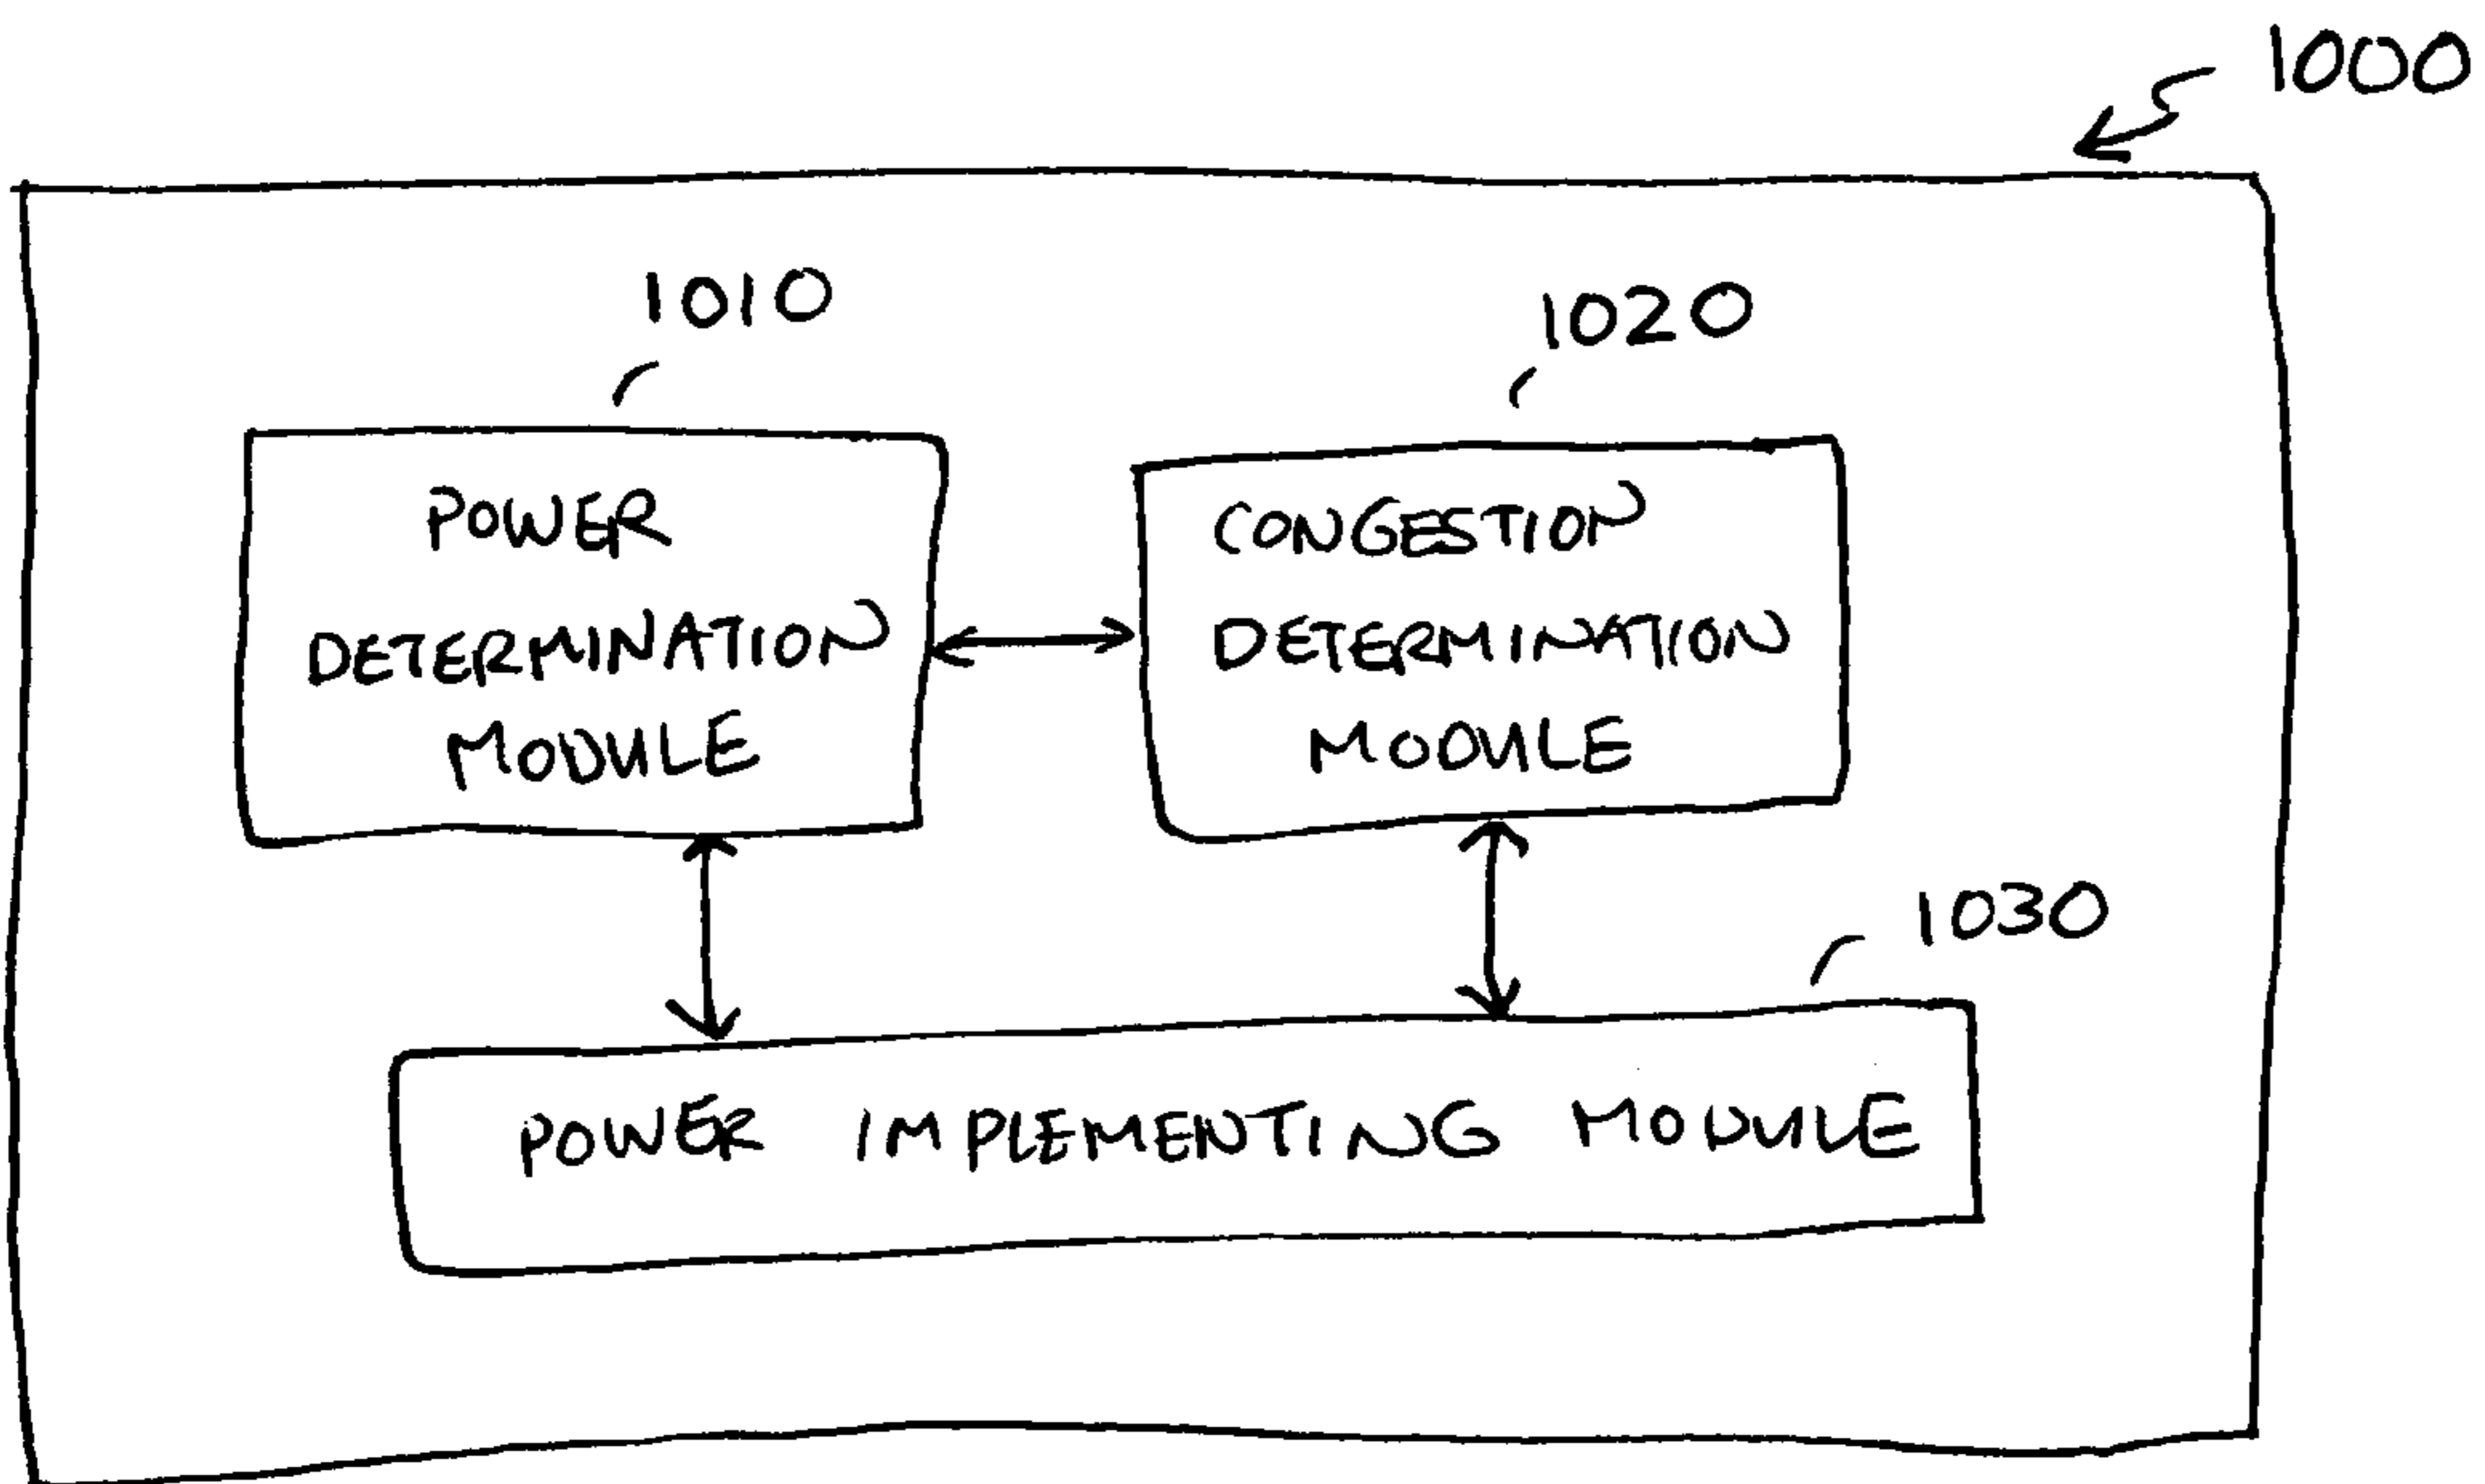 1000
1010
1020
POWER
DETERMINATION
MODULE
CONGESTION
DETERMINATION
MODULE
1030
POWER IMPLEMENTING MODULE